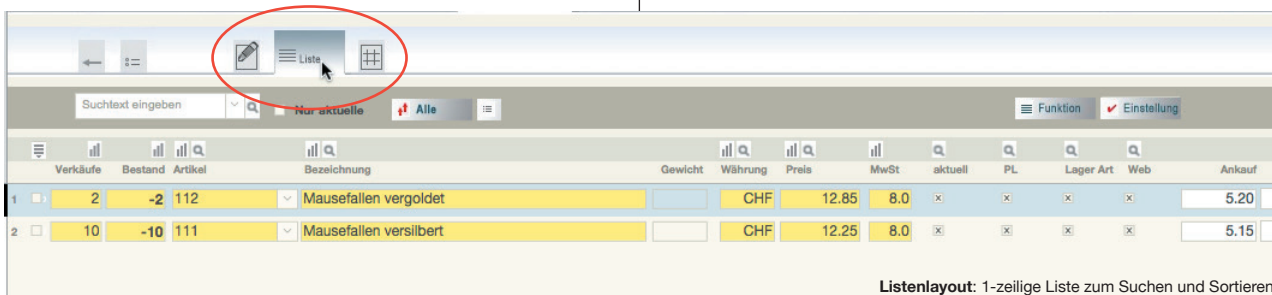 Liste
Suchtext eingeben
Nur aktuelle
Alle
Funktion
Einstellung
Verkäufe Bestand Artikel Bezeichnung Gewicht Währung Preis MwSt aktuell PL Lager Art Web Ankauf
1 2 -2 112 Mausefallen vergoldet CHF 12.85 8.0 x x x x 5.20
2 10 -10 111 Mausefallen versilbert CHF 12.25 8.0 x x x x 5.15
Listenlayout: 1-zeilige Liste zum Suchen und Sortieren